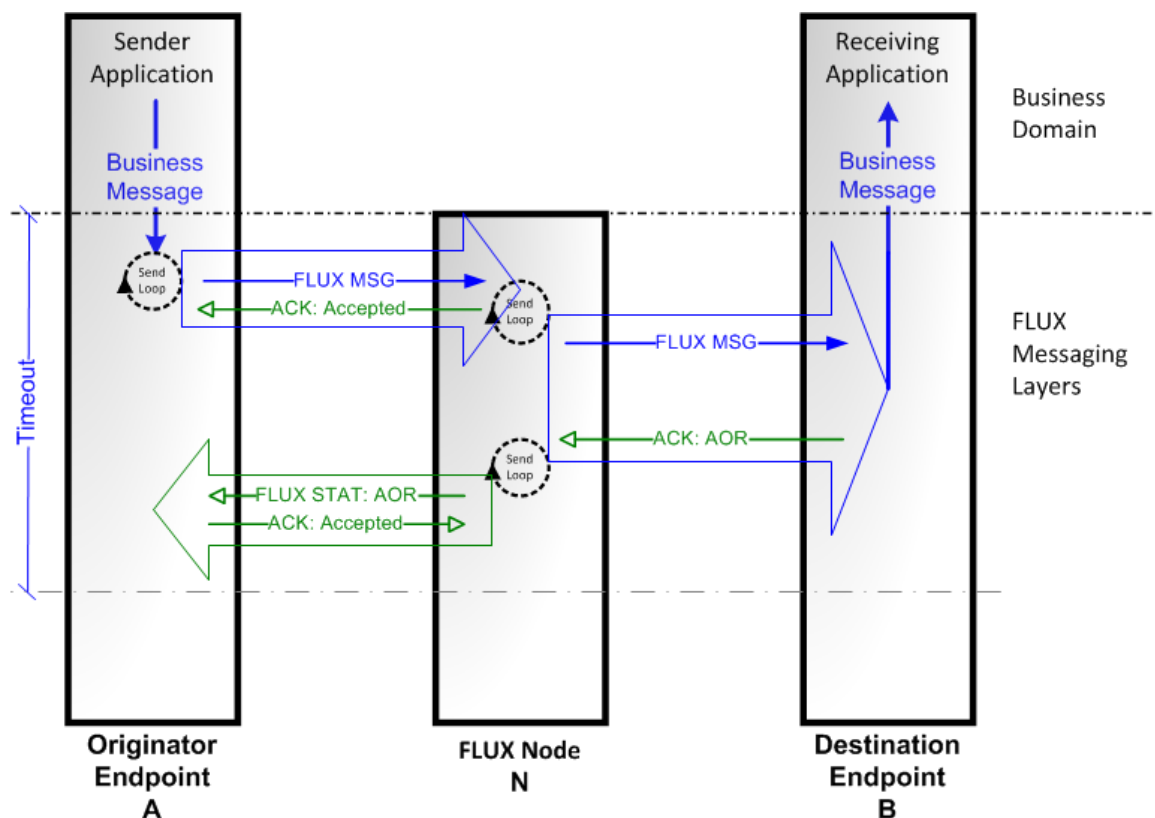 Sender
Application
Business
Message
Receiving
Application
Business
Message
Business
Domain
Send
Loop
FLUX MSG
ACK: Accepted
Send
Loop
FLUX MSG
FLUX
Messaging
Layers
Timeout
ACK: AOR
Send
Loop
FLUX STAT: AOR
ACK: Accepted
Originator
Endpoint
A
FLUX Node
N
Destination
Endpoint
B